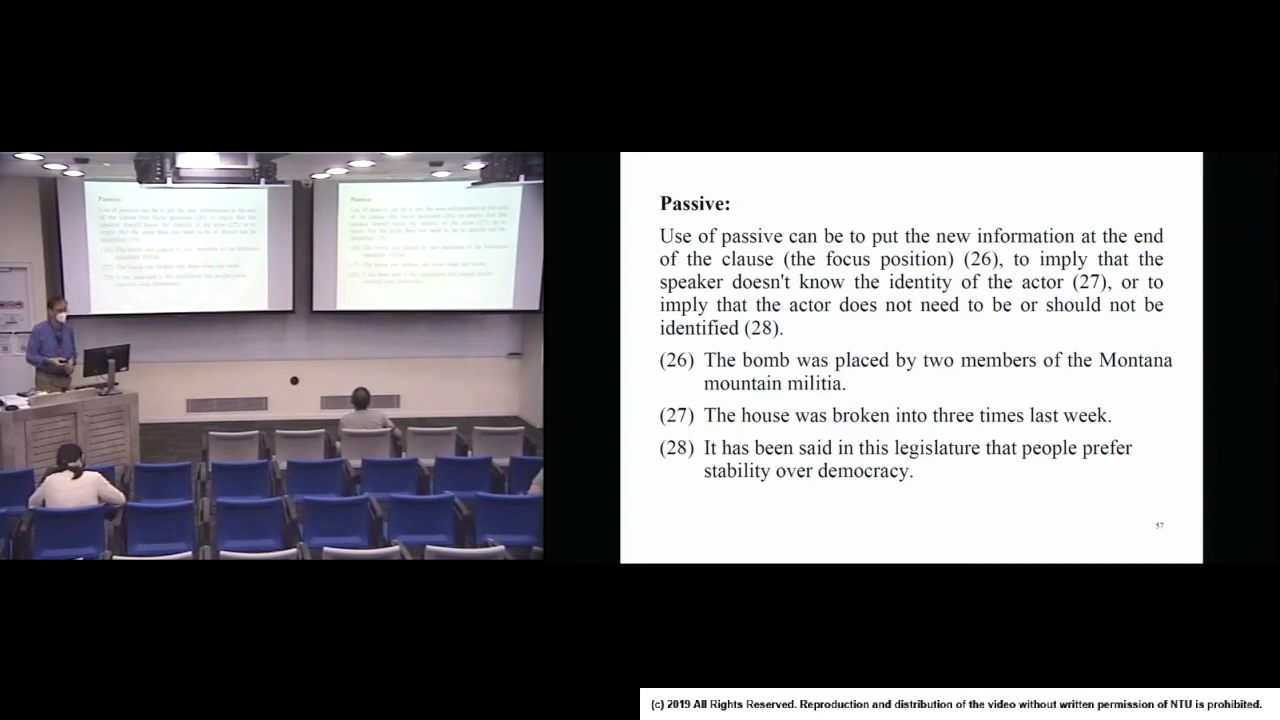 Passive:
Use of passive can be to put the new information at the end
of the clause (the focus position) (26), to imply that the
speaker doesn't know the identity of the actor (27), or to
imply that the actor does not need to be or should not be
identified (28).
(26) The bomb was placed by two members of the Montana
mountain militia.
(27) The house was broken into three times last week.
(28) It has been said in this legislature that people prefer
stability over democracy.
57
(c) 2019 All Rights Reserved. Reproduction and distribution of the video without written permission of NTU is prohibited.